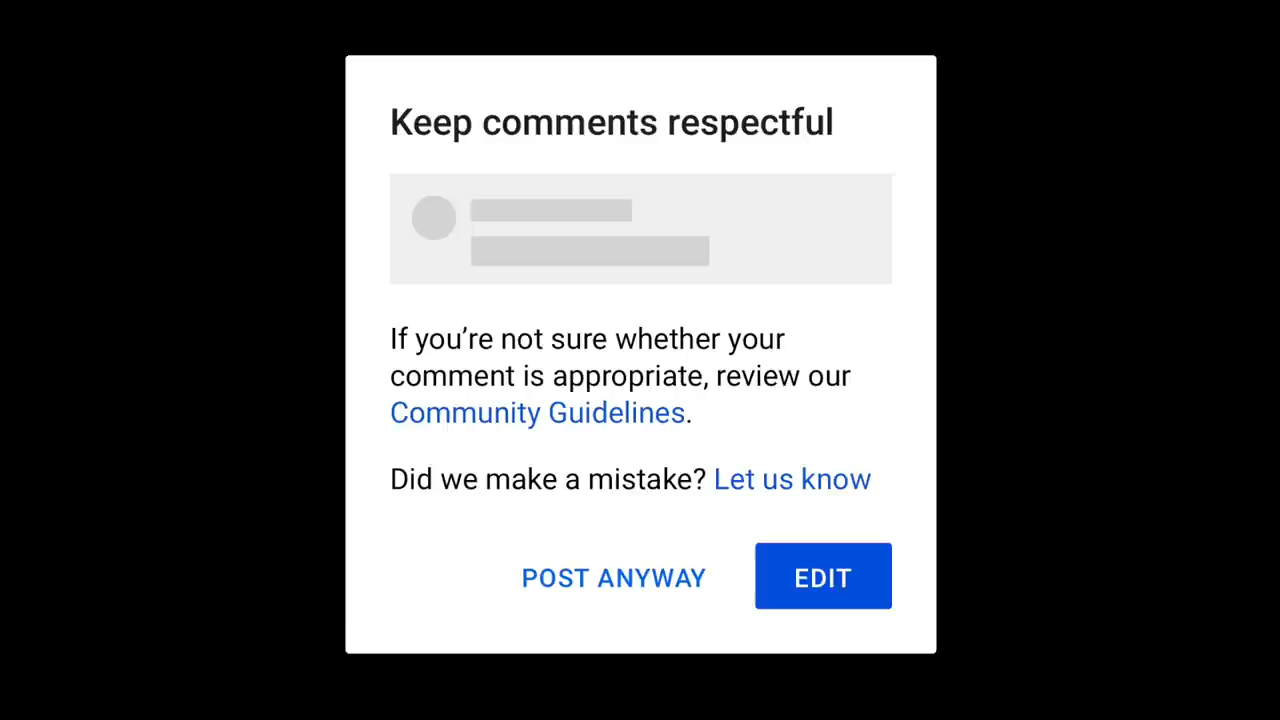 Keep comments respectful
If you’re not sure whether your
comment is appropriate, review our
Community Guidelines.
Did we make a mistake? Let us know
POST ANYWAY
EDIT